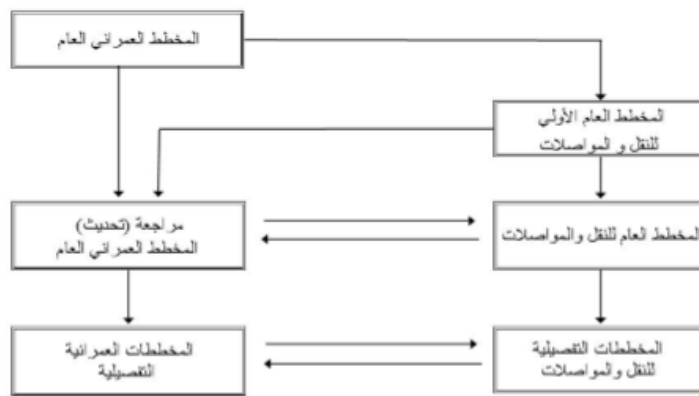 المخطط العمراني العام
المخطط العام الأولي
للنقل و المواصلات
مراجعة (تحديث)
المخطط العمراني العام
المخطط العام للنقل والمواصلات
المخططات العمرانية
التفصيلية
المخططات التفصيلية
للنقل والمواصلات